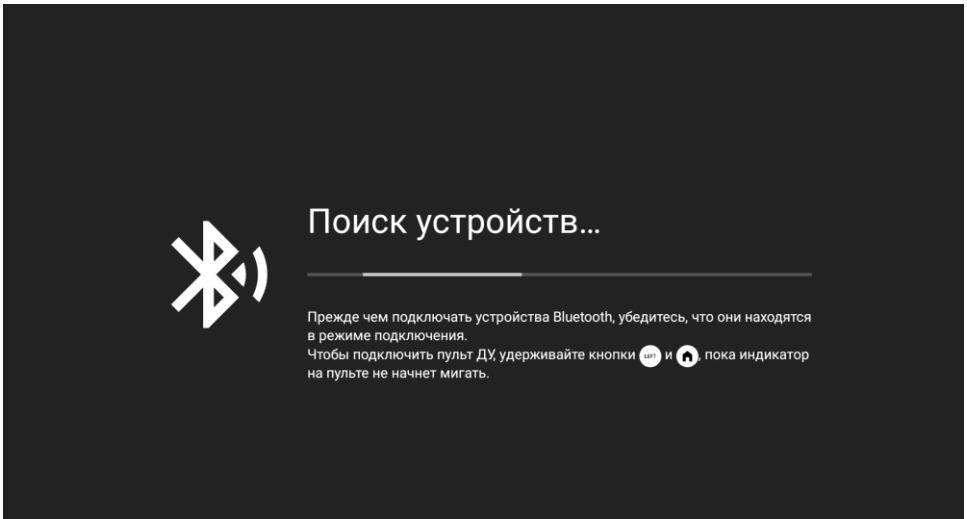 Поиск устройств...
Прежде чем подключать устройства Bluetooth, убедитесь, что они находятся
в режиме подключения.
Чтобы подключить пульт ДУ, удерживайте кнопки LEFT и , пока индикатор
на пульте не начнет мигать.